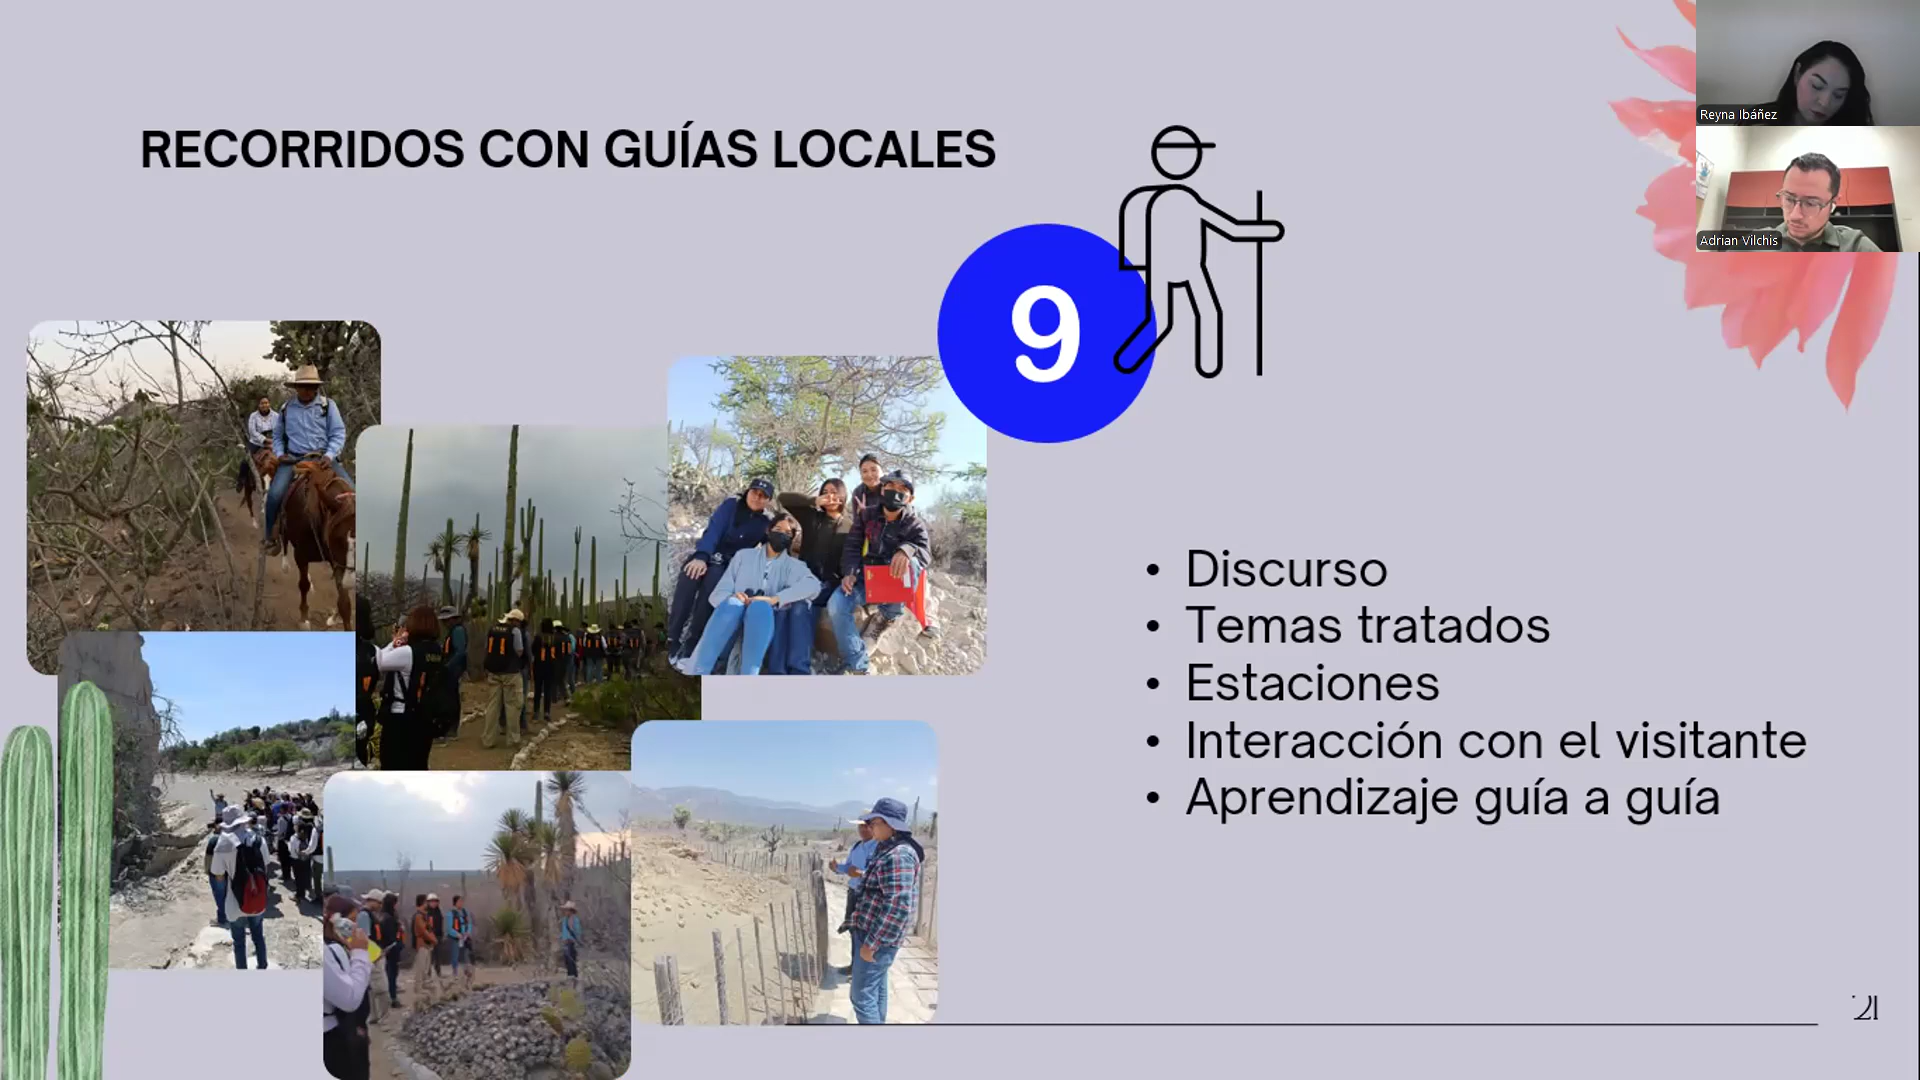 RECORRIDOS CON GUÍAS LOCALES
9
• Discurso
• Temas tratados
• Estaciones
• Interacción con el visitante
• Aprendizaje guía a guía
21
Reyna Ibáñez
Adrian Vilchis